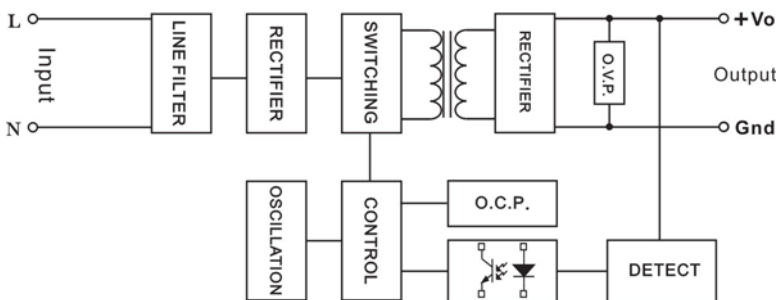 L
N
Input
LINE FILTER
RECTIFIER
SWITCHING
RECTIFIER
O.V.P.
+Vo
Output
Gnd
OSCILLATION
CONTROL
O.C.P.
DETECT